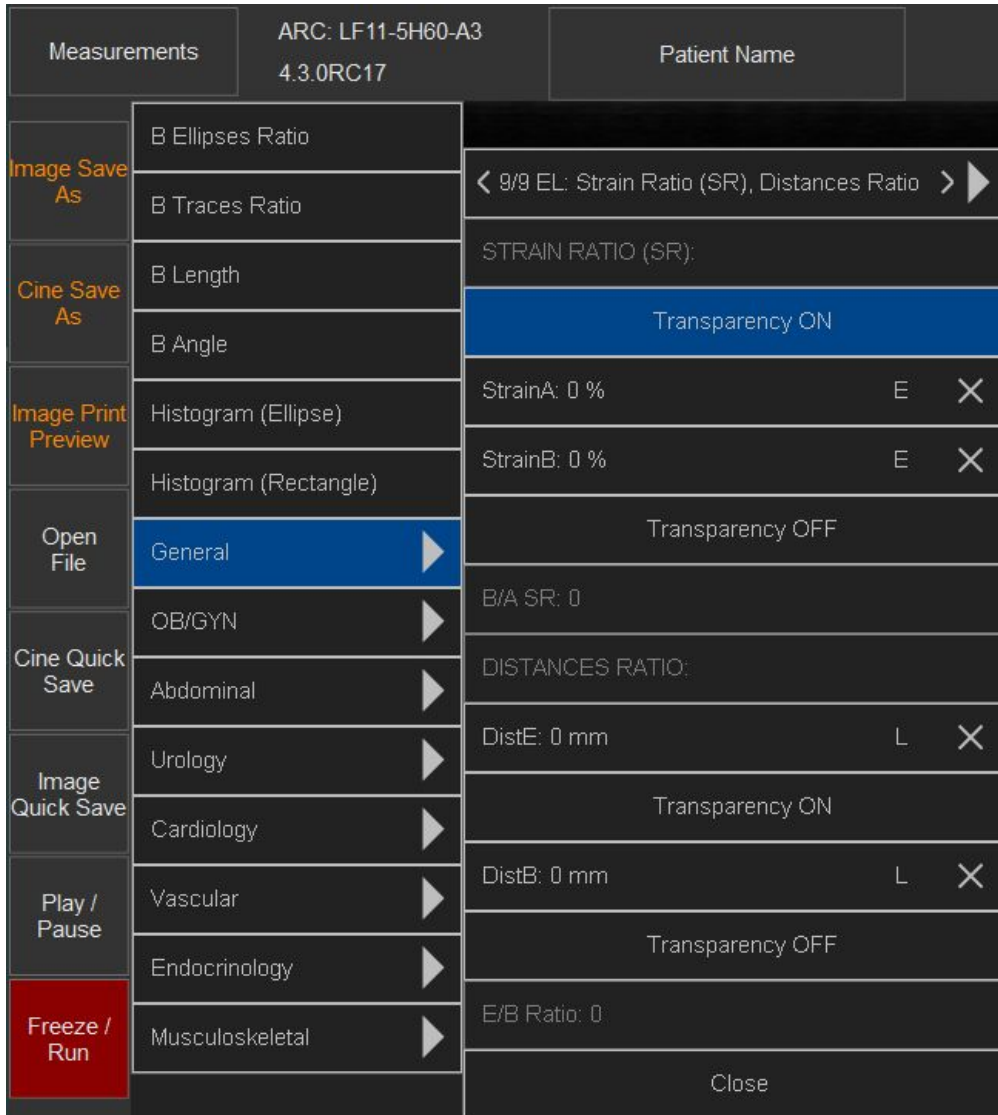 Measurements
ARC: LF11-5H60-A3
4.3.0RC17
Patient Name
Image Save
As
Cine Save
As
Image Print
Preview
Open
File
Cine Quick
Save
Image
Quick Save
Play /
Pause
Freeze /
Run
B Ellipses Ratio
B Traces Ratio
B Length
B Angle
Histogram (Ellipse)
Histogram (Rectangle)
General
OB/GYN
Abdominal
Urology
Cardiology
Vascular
Endocrinology
Musculoskeletal
< 9/9 EL: Strain Ratio (SR), Distances Ratio >
STRAIN RATIO (SR):
Transparency ON
StrainA: 0 % E
StrainB: 0 % E
Transparency OFF
B/A SR: 0
DISTANCES RATIO:
DistE: 0 mm L
Transparency ON
DistB: 0 mm L
Transparency OFF
E/B Ratio: 0
Close